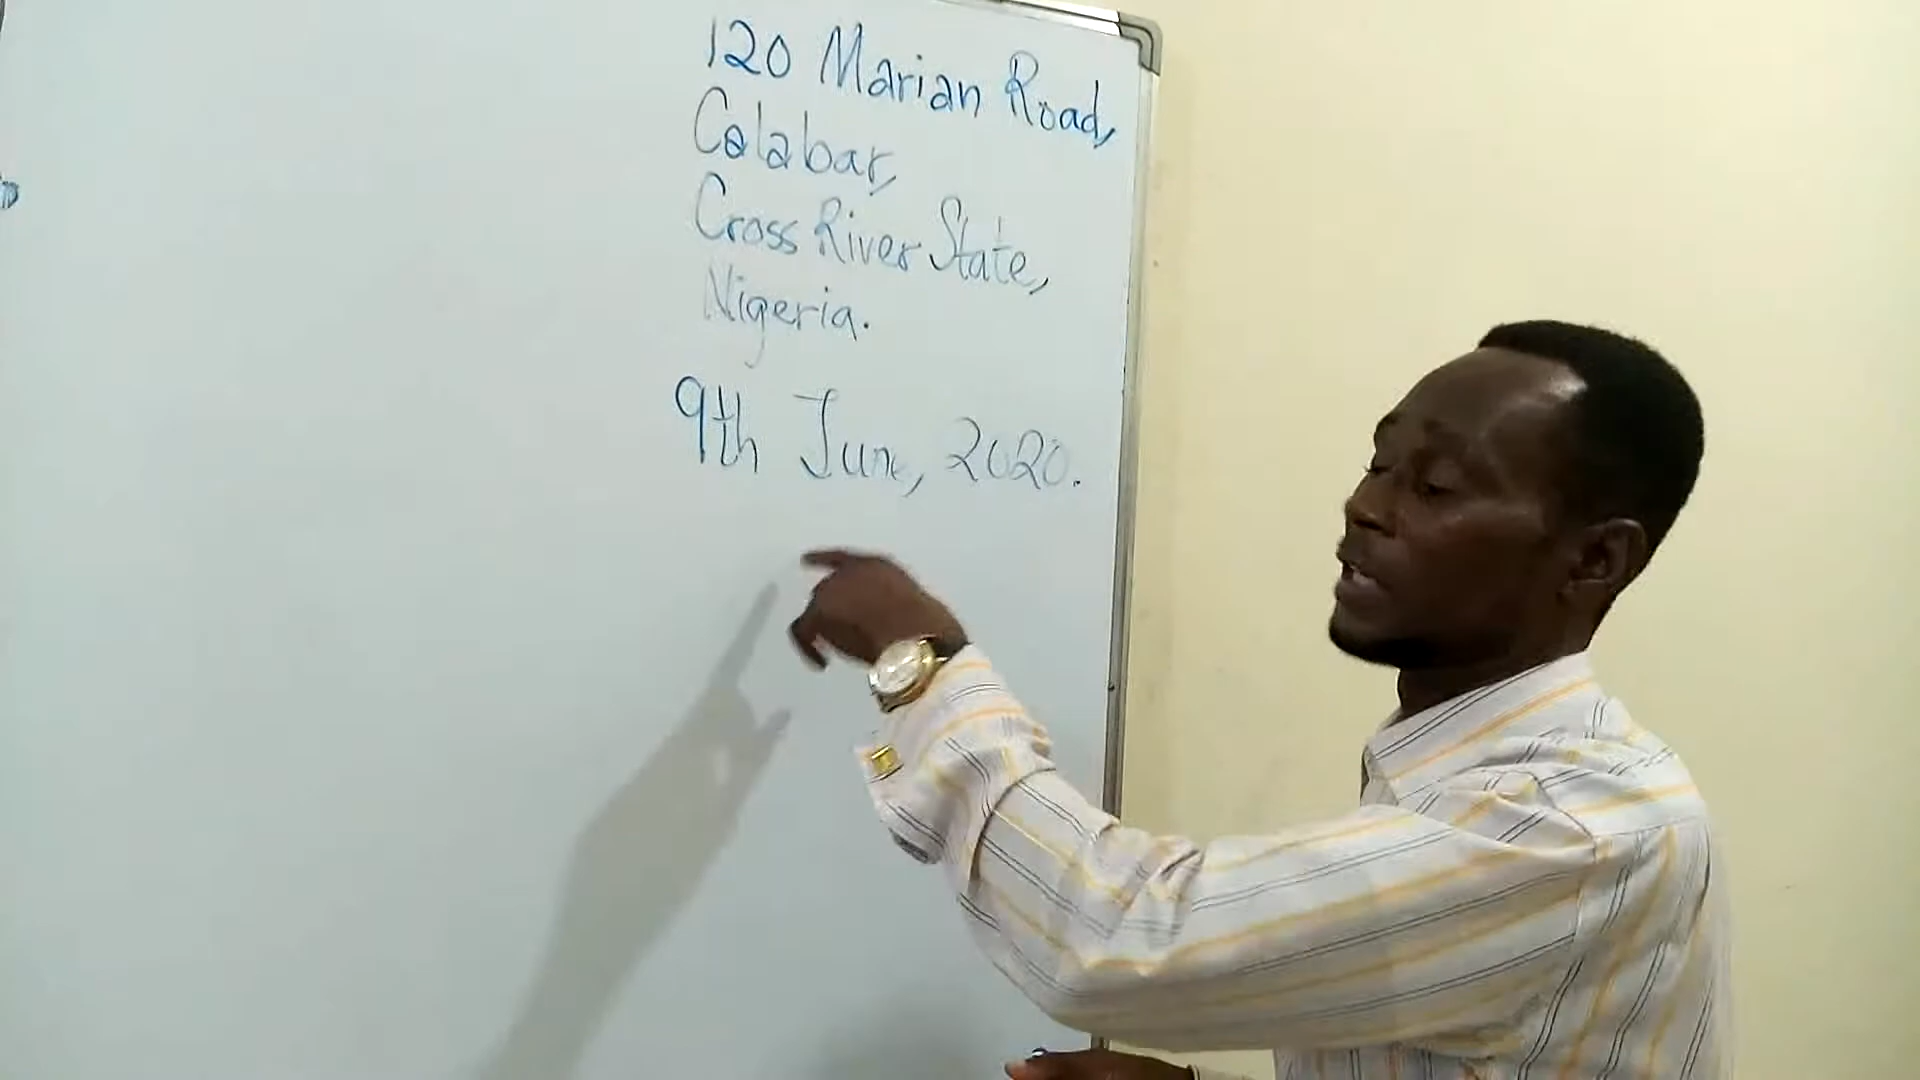 120 Marian Road,
Calabar,
Cross River State,
Nigeria.
9th June, 2020.